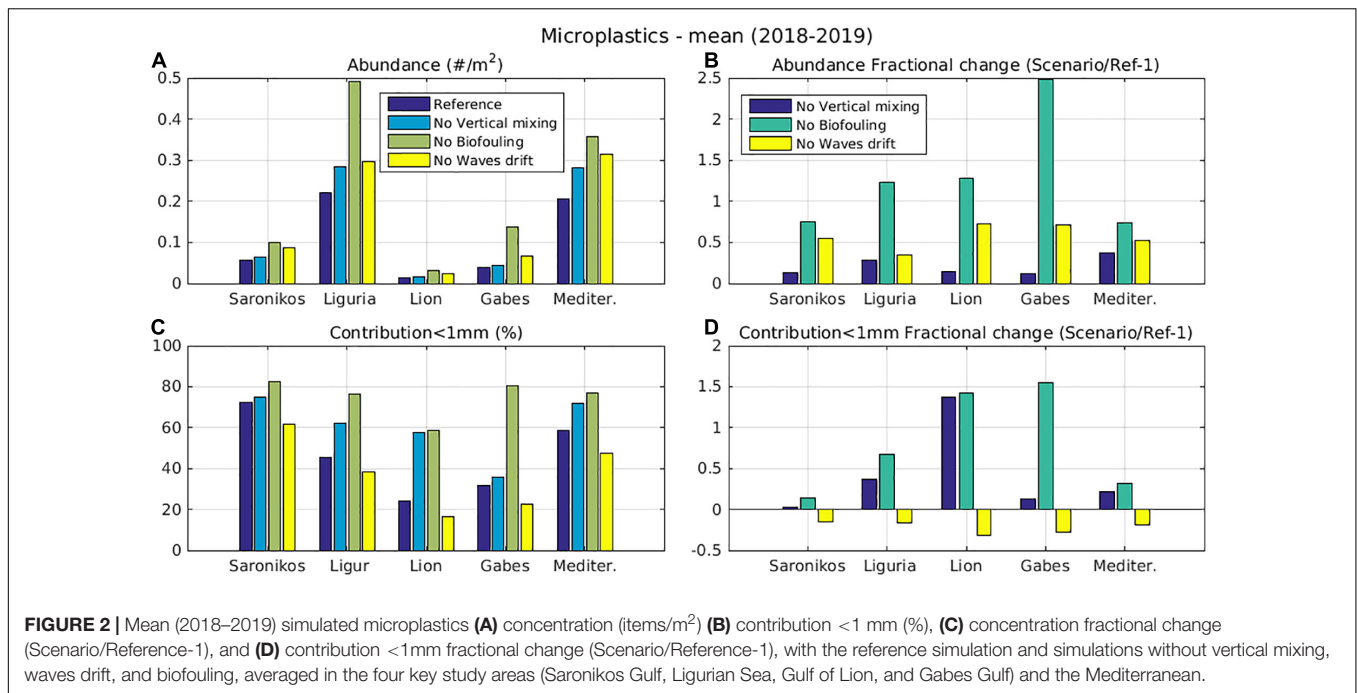 Microplastics - mean (2018-2019)
A
Abundance (#/m²)
0.5
0.4
0.3
0.2
0.1
0
Reference
No Vertical mixing
No Biofouling
No Waves drift
Saronikos Liguria Lion Gabes Mediter.
B
Abundance Fractional change (Scenario/Ref-1)
2.5
2
1.5
1
0.5
0
No Vertical mixing
No Biofouling
No Waves drift
Saronikos Liguria Lion Gabes Mediter.
C
Contribution<1mm (%)
100
80
60
40
20
0
Saronikos Ligur Lion Gabes Mediter.
D
Contribution<1mm Fractional change (Scenario/Ref-1)
2
1.5
1
0.5
0
-0.5
Saronikos Liguria Lion Gabes Mediter.
FIGURE 2 | Mean (2018–2019) simulated microplastics (A) concentration (items/m²) (B) contribution <1 mm (%), (C) concentration fractional change
(Scenario/Reference-1), and (D) contribution <1mm fractional change (Scenario/Reference-1), with the reference simulation and simulations without vertical mixing,
waves drift, and biofouling, averaged in the four key study areas (Saronikos Gulf, Ligurian Sea, Gulf of Lion, and Gabes Gulf) and the Mediterranean.